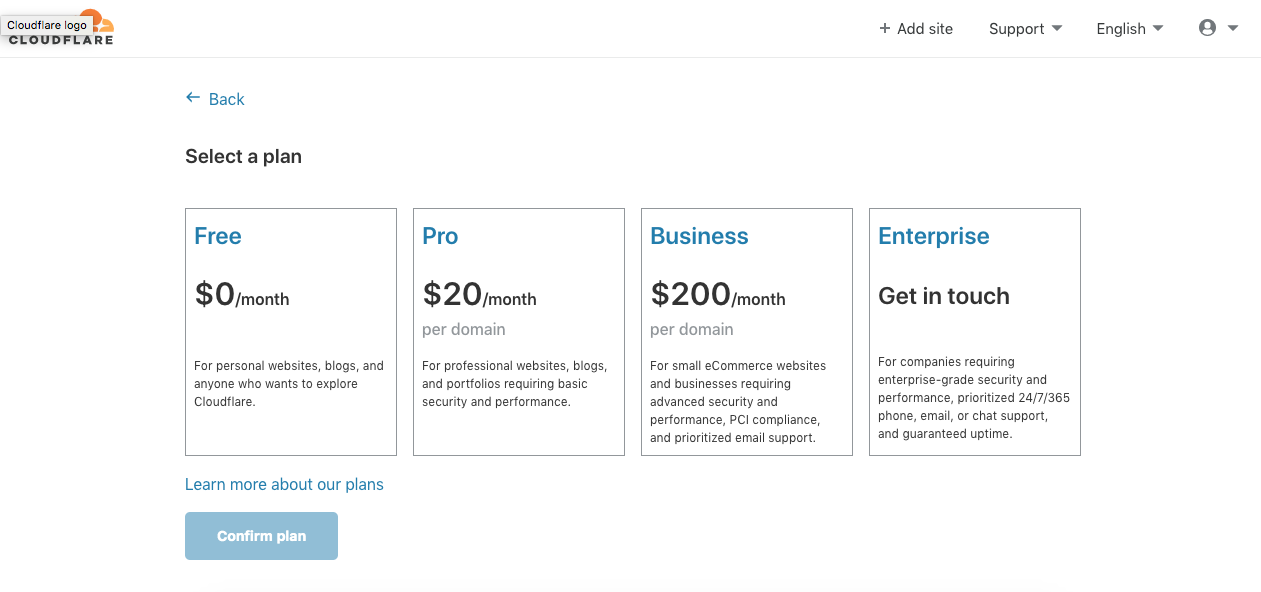 Cloudflare logo
CLOUDFLARE
+ Add site
Support
English
← Back
Select a plan
Free
$0/month
For personal websites, blogs, and
anyone who wants to explore
Cloudflare.
Pro
$20/month
per domain
For professional websites, blogs,
and portfolios requiring basic
security and performance.
Business
$200/month
per domain
For small eCommerce websites
and businesses requiring
advanced security and
performance, PCI compliance,
and prioritized email support.
Enterprise
Get in touch
For companies requiring
enterprise-grade security and
performance, prioritized 24/7/365
phone, email, or chat support,
and guaranteed uptime.
Learn more about our plans
Confirm plan